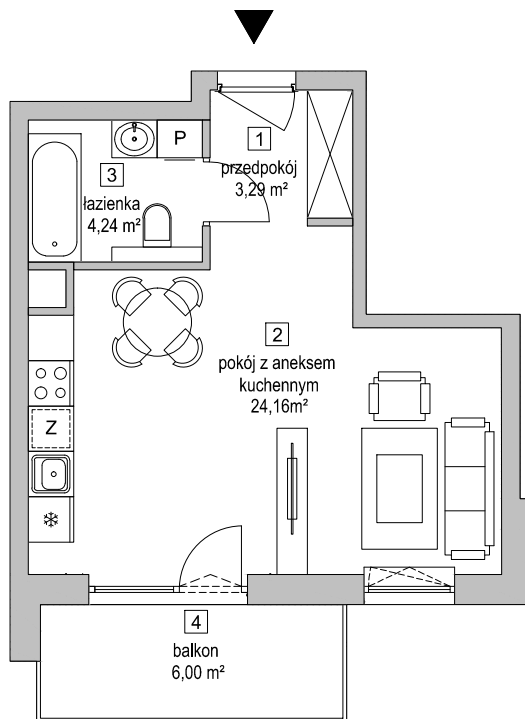 1
przedpokój
3,29 m²
P
3
łazienka
4,24 m²
2
pokój z aneksem
kuchennym
24,16m²
Z
4
balkon
6,00 m²